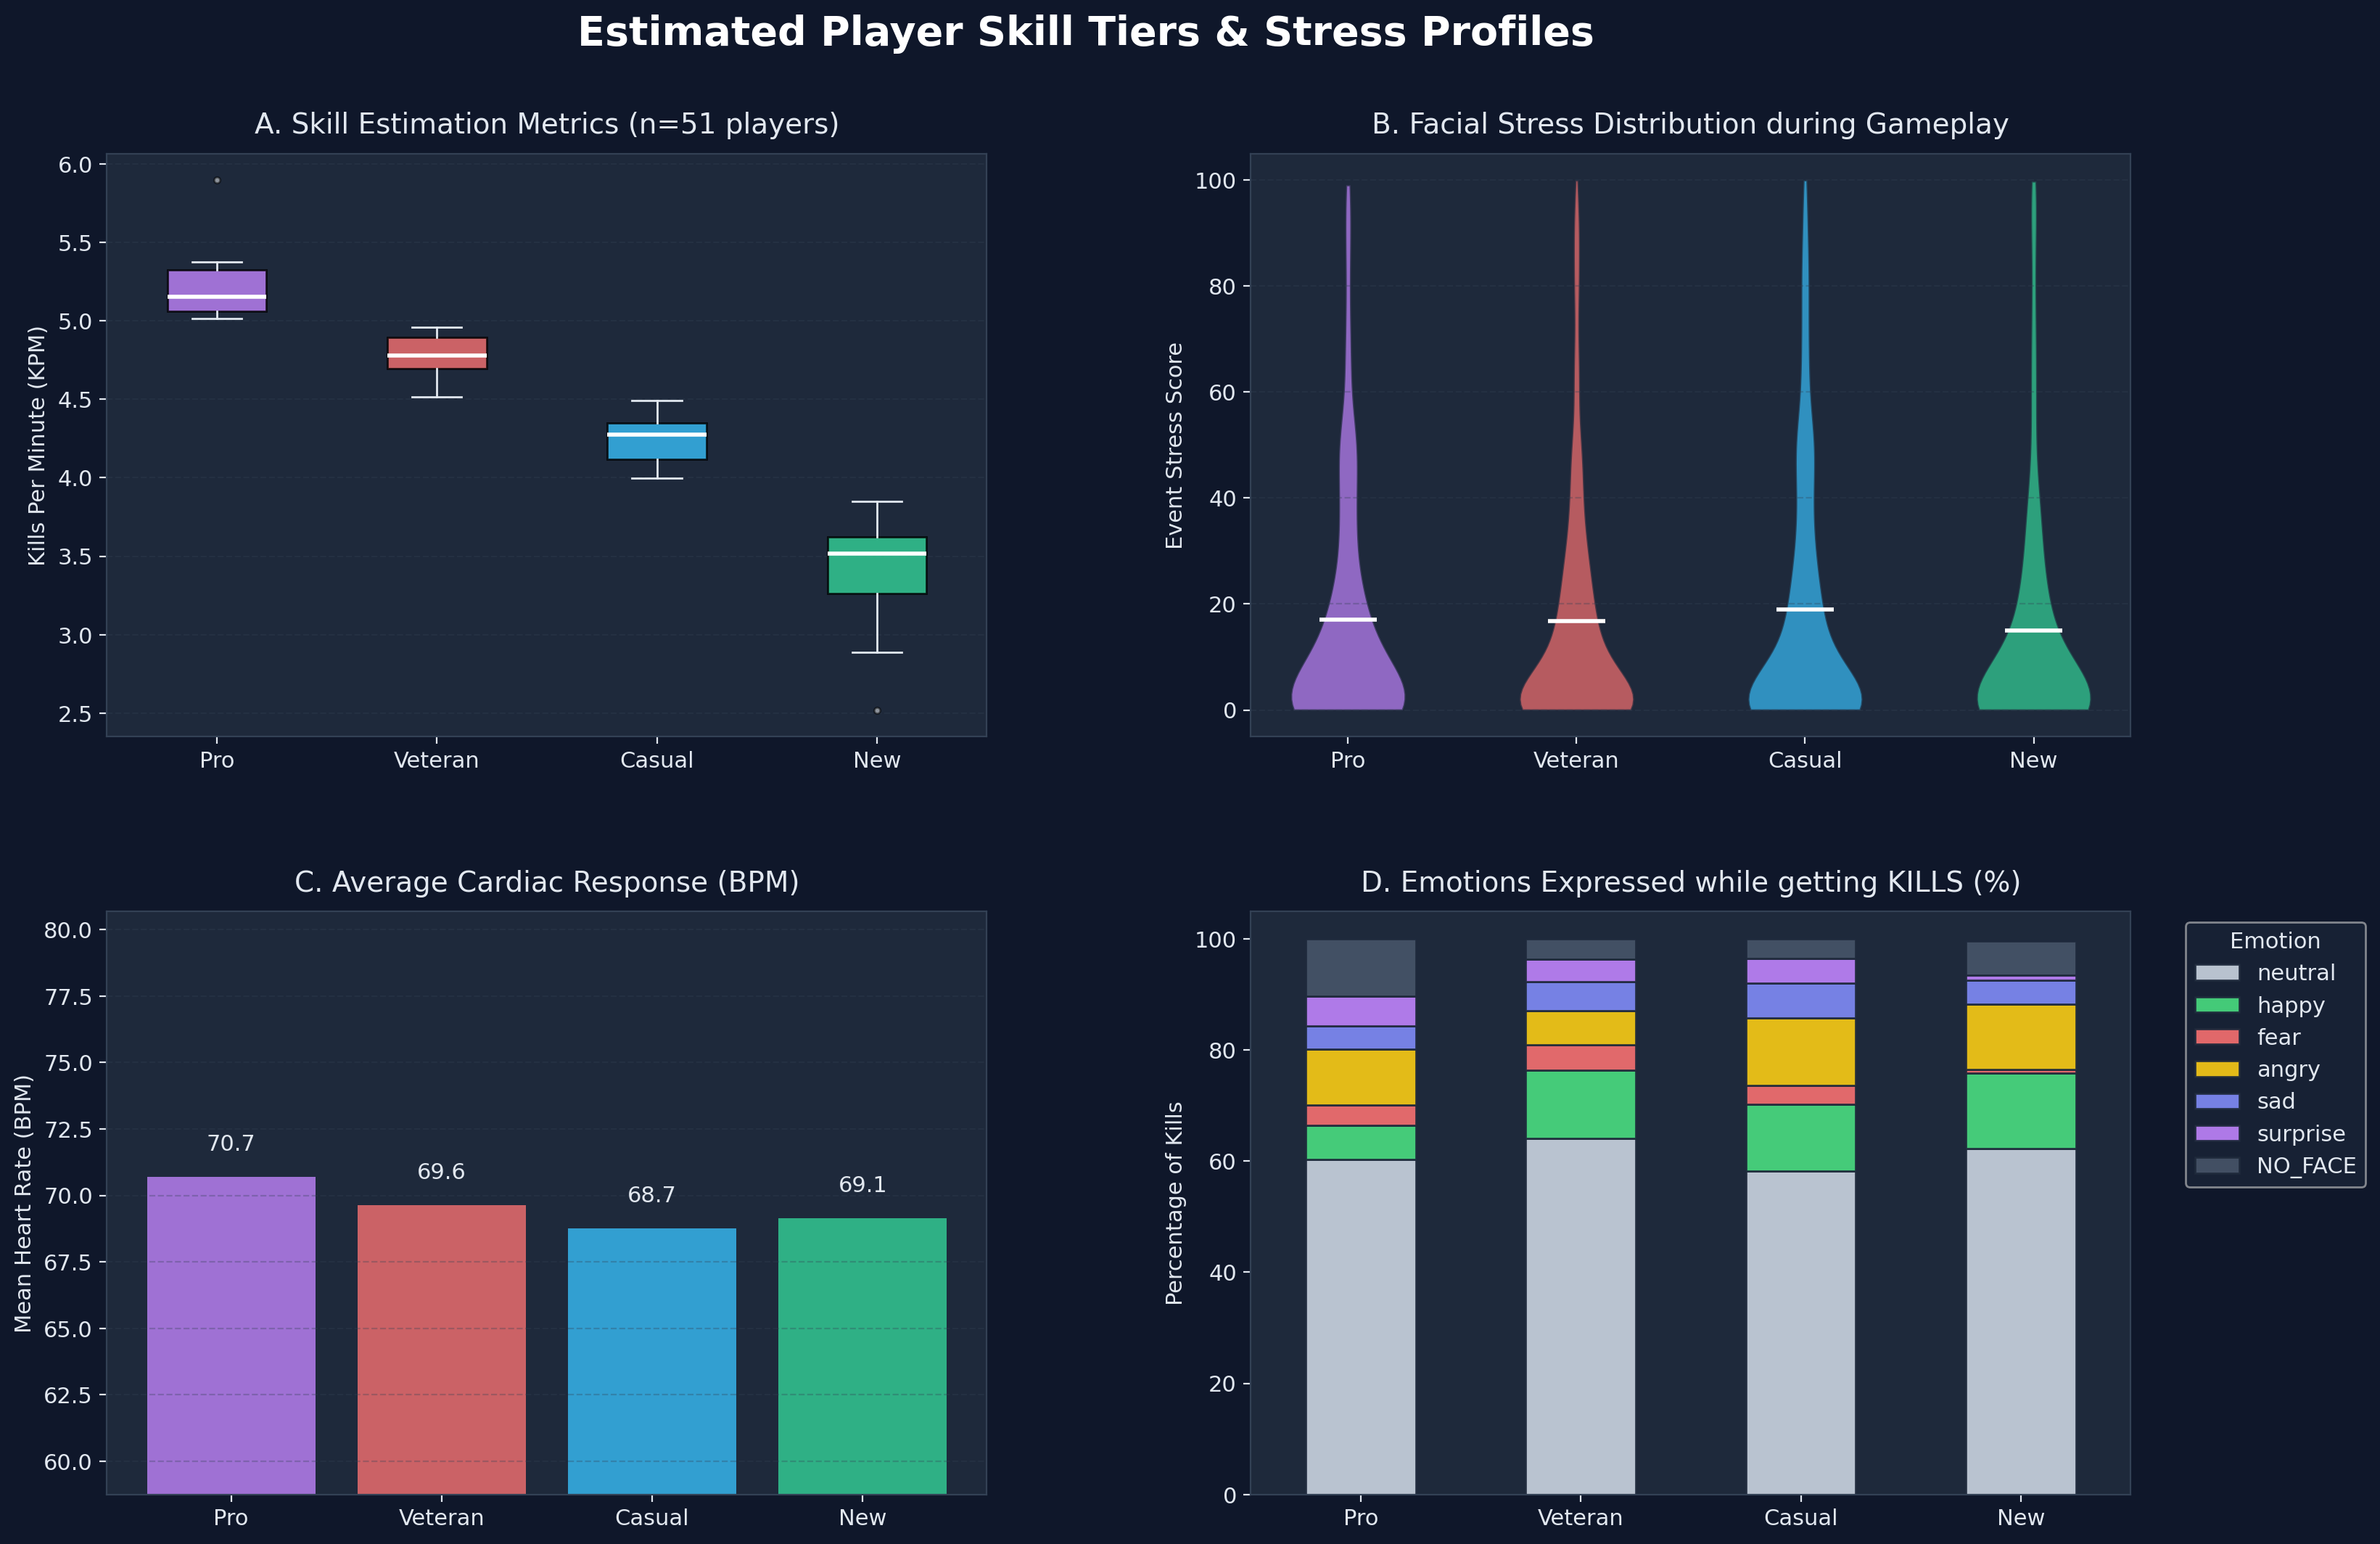 Estimated Player Skill Tiers & Stress Profiles
A. Skill Estimation Metrics (n=51 players)
Kills Per Minute (KPM)
6.0
5.5
5.0
4.5
4.0
3.5
3.0
2.5
Pro Veteran Casual New
B. Facial Stress Distribution during Gameplay
Event Stress Score
100
80
60
40
20
0
Pro Veteran Casual New
C. Average Cardiac Response (BPM)
Mean Heart Rate (BPM)
80.0
77.5
75.0
72.5
70.0
67.5
65.0
62.5
60.0
70.7
69.6
68.7
69.1
Pro Veteran Casual New
D. Emotions Expressed while getting KILLS (%)
Percentage of Kills
100
80
60
40
20
0
Pro Veteran Casual New
Emotion
neutral
happy
fear
angry
sad
surprise
NO_FACE